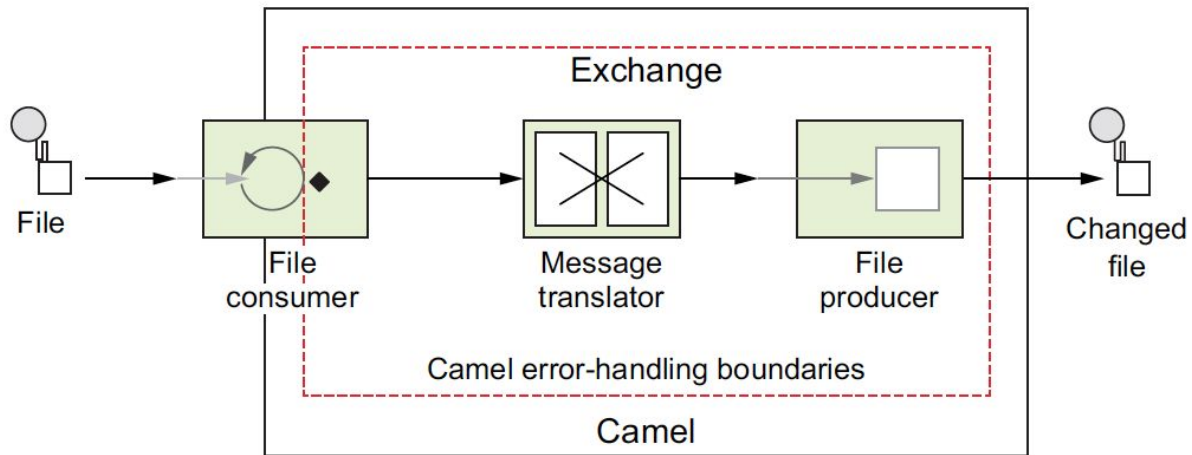 Exchange
File
File
consumer
Message
translator
File
producer
Changed
file
Camel error-handling boundaries
Camel